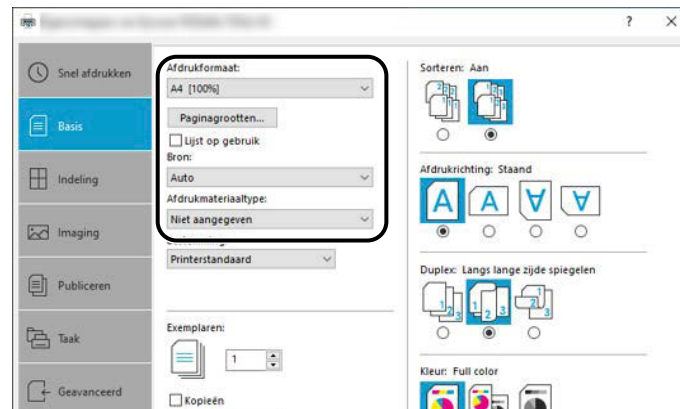 ?
Snel afdrukken
Basis
Indeling
Imaging
Publiceren
Taak
Geavanceerd
Afdrukformaat:
A4 [100%]
Paginagrootten...
Lijst op gebruik
Bron:
Auto
Afdrukmateriaaltype:
Niet aangegeven
Printerstandaard
Exemplaren:
1
Kopieën
Sorteren: Aan
Afdrukrichting: Staand
A A A A
Duplex: Langs lange zijde spiegelen
Kleur: Full color